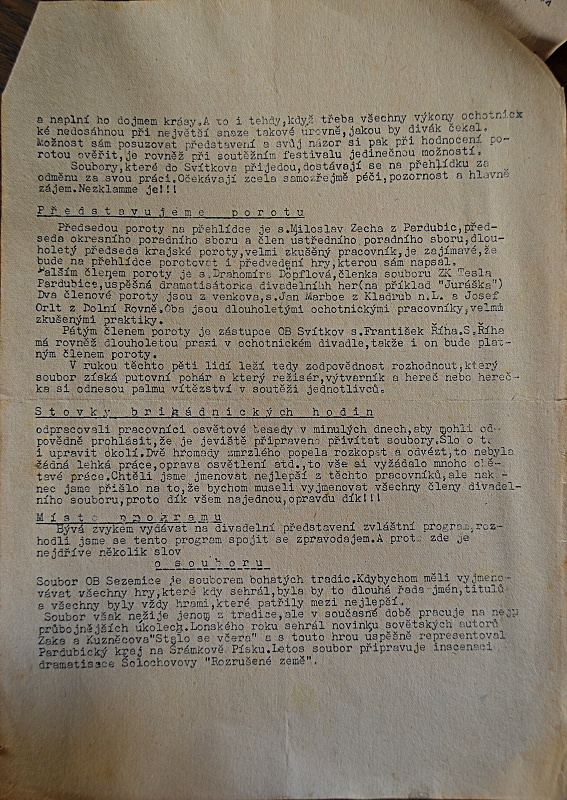 a naplní ho dojmem krásy.A to i tehdy,když třeba všechny výkony ochotnick
ké nedosáhnou při největší snaze takové urovně,jakou by divák čekal.
Možnost sám posuzovat představení a svůj názor si pak při hodnocení po-
rotou ověřit,je rovněž při soutěžním festivalu jedinečnou možností.
Soubory,které do Svítkova přijedou,dostávají se na přehlídku za
odměnu za svou práci.Očekávají zcela samozřejmě péči,pozornost a hlavně
zájem.Nezklamme je!!!
Představujeme porotu
Předsedou poroty na přehlídce je s.Miloslav Zecha z Pardubic,před-
seda okresního poradního sboru a člen ustředního poradního sboru,dlou-
holetý předseda krajské poroty,velmi zkušený pracovník,je zajímavé,že
bude na přehlídce porotovat i předvedení hry,kterou sám napsal.
Dalším členem poroty je s.Drahomíra Döpflová,členka souboru ZK Tesla
Pardubice,uspěšná dramatisátorka divadelních her(na příklad "Juráška")
Dva členové poroty jsou z venkova,s.Jan Marboe z Kladrub n.L. a Josef
Orlt z Dolní Rovně.Oba jsou dlouholetými ochotnickými pracovníky,velmi
zkušenými praktiky.
Pátým členem poroty je zástupce OB Svítkov s.František Říha.S.Říha
má rovněž dlouholetou praxi v ochotnickém divadle,takže i on bude plat-
ným členem poroty.
V rukou těchto pěti lidí leží tedy zodpovědnost rozhodnout,který
soubor získá putovní pohár a který režisér,výtvarník a hereč nebo hereč-
ka si odnesou palmu vítězství v soutěži jednotlivců.
Stovky brigádnických hodin
odpracovali pracovníci osvětové besedy v minulých dnech,aby mohli od-
povědně prohlásit,že je jeviště připraveno přivítat soubory.Šlo o t
i upravit okolí.Dvě hromady zmrzlého popela rozkopat a odvézt,to nebyla
žádná lehká práce,oprava osvětlení atd.,to vše si vyžádalo mnoho obě-
tavé práce.Chtěli jsme jmenovat nejlepší z těchto pracovníků,ale nako-
nec jsme přišlo na to,že bychom museli vyjmenovat všechny členy divadel-
ního souboru,proto dík všem najednou,opravdu dík!!!
Místo programu
Bývá zvykem vydávat na divadelní představení zvláštní program,roz-
hodli jsme se tento program spojit se zpravodajem.A proto zde je
nejdříve několik slov
o souboru
Soubor OB Sezemice je souborem bohatých tradic.Kdybychom měli vyjmeno-
vávat všechny hry,které kdy sehrál,byla by to dlouhá řada jmén,titulů
a všechny byly vždy hrami,které patřily mezi nejlepší.
Soubor však nežije jenom z tradice,ale v současné době pracuje na nej
průbojnějších úkolech.Lonského roku sehrál novinku sovětských autorů
Zaka a Kuzněcova"Stalo se včera" a s touto hrou uspěšně representoval
Pardubický kraj na Šrámkově Písku.Letos soubor připravuje inscenaci
dramatisace Šolochovovy "Rozrušené země".